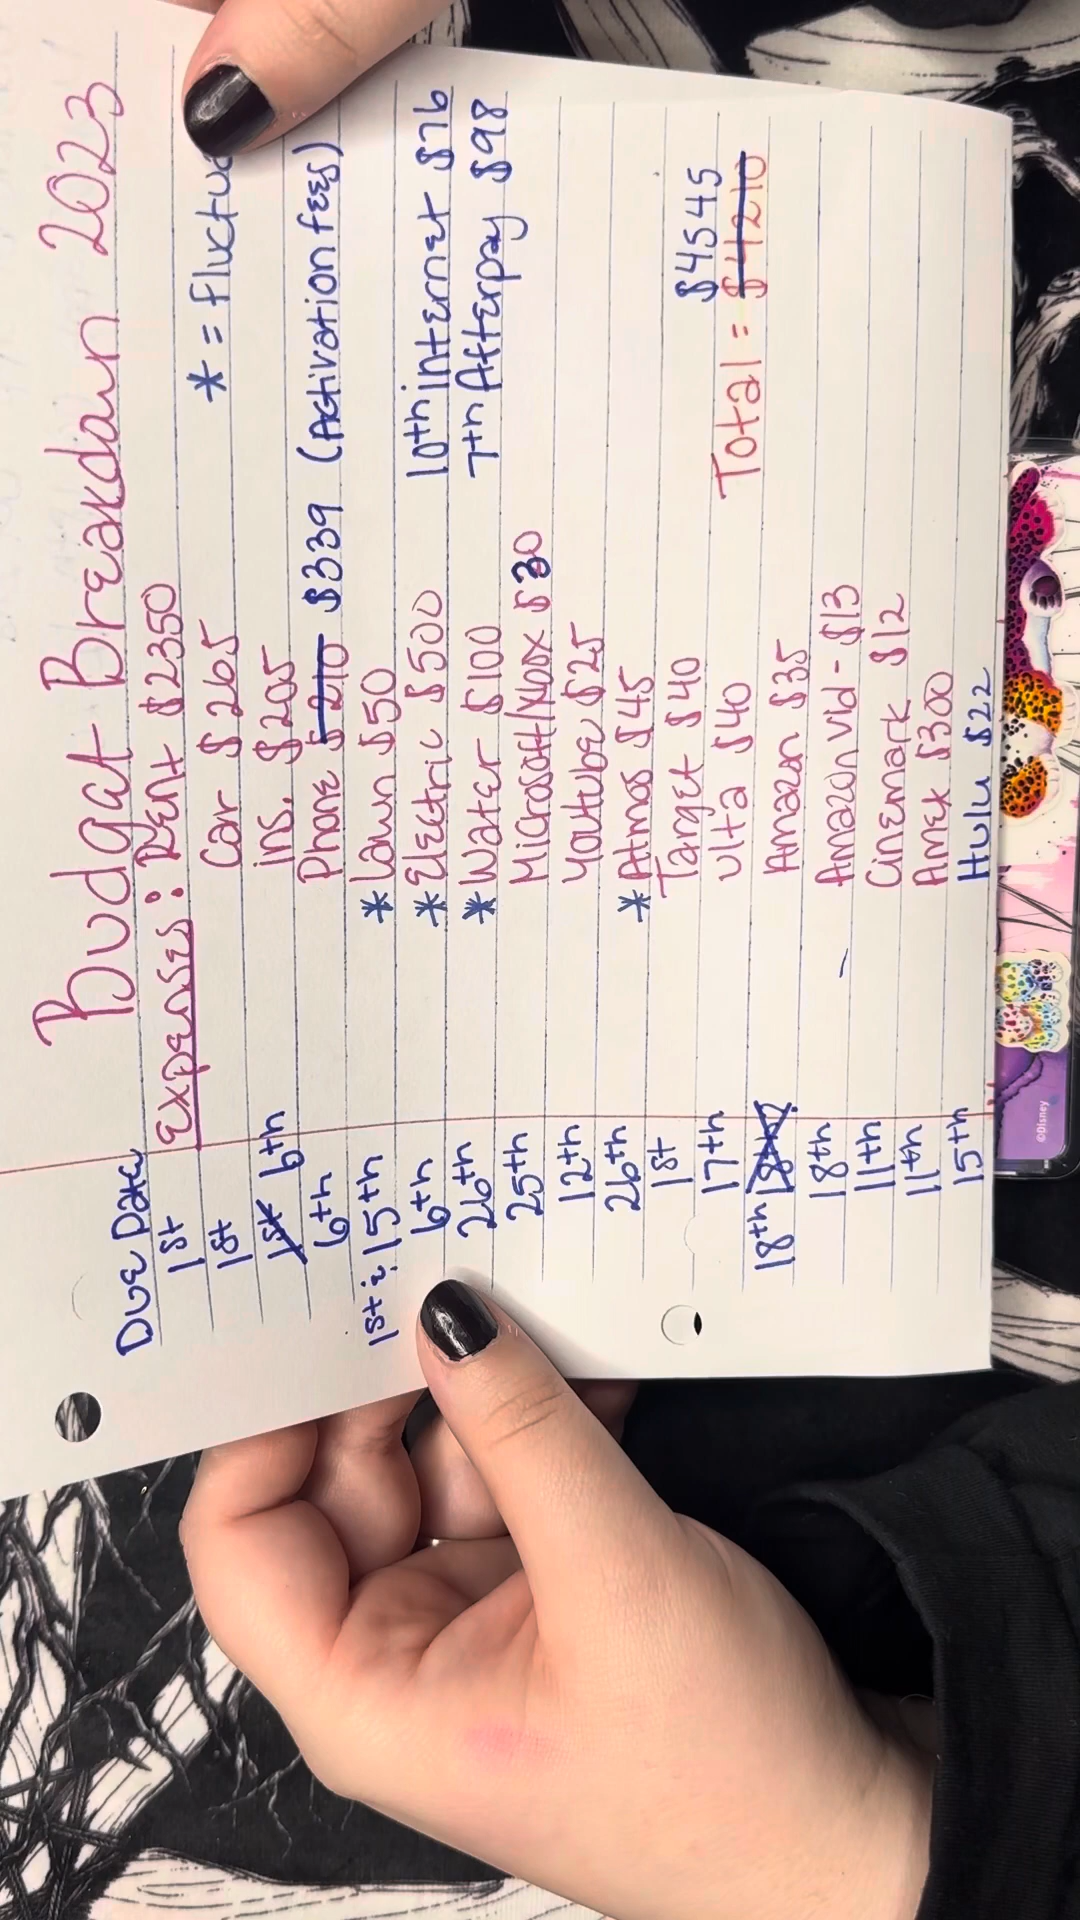 Budget Breakdown 2023
Due Date Expenses: * =
1st Rent $2350
1st Car $265
1st 6th ins. $205
6th Phone $210 $339 (Activation fees)
1st & 15th * Lawn $50
6th * Electric $500 10th internet $76
26th * Water $100 7th Afterpay $98
25th Microsoft/Xbox $30
12th Youtube $25
26th * Atmos $45
1st Target $40
17th Ulta $40 $4545
18th 18th Amazon $35 Total = $4210
18th Amazon vid - $13
11th Cinemark $12
11th Amex $300
15th Hulu $22
©Disney